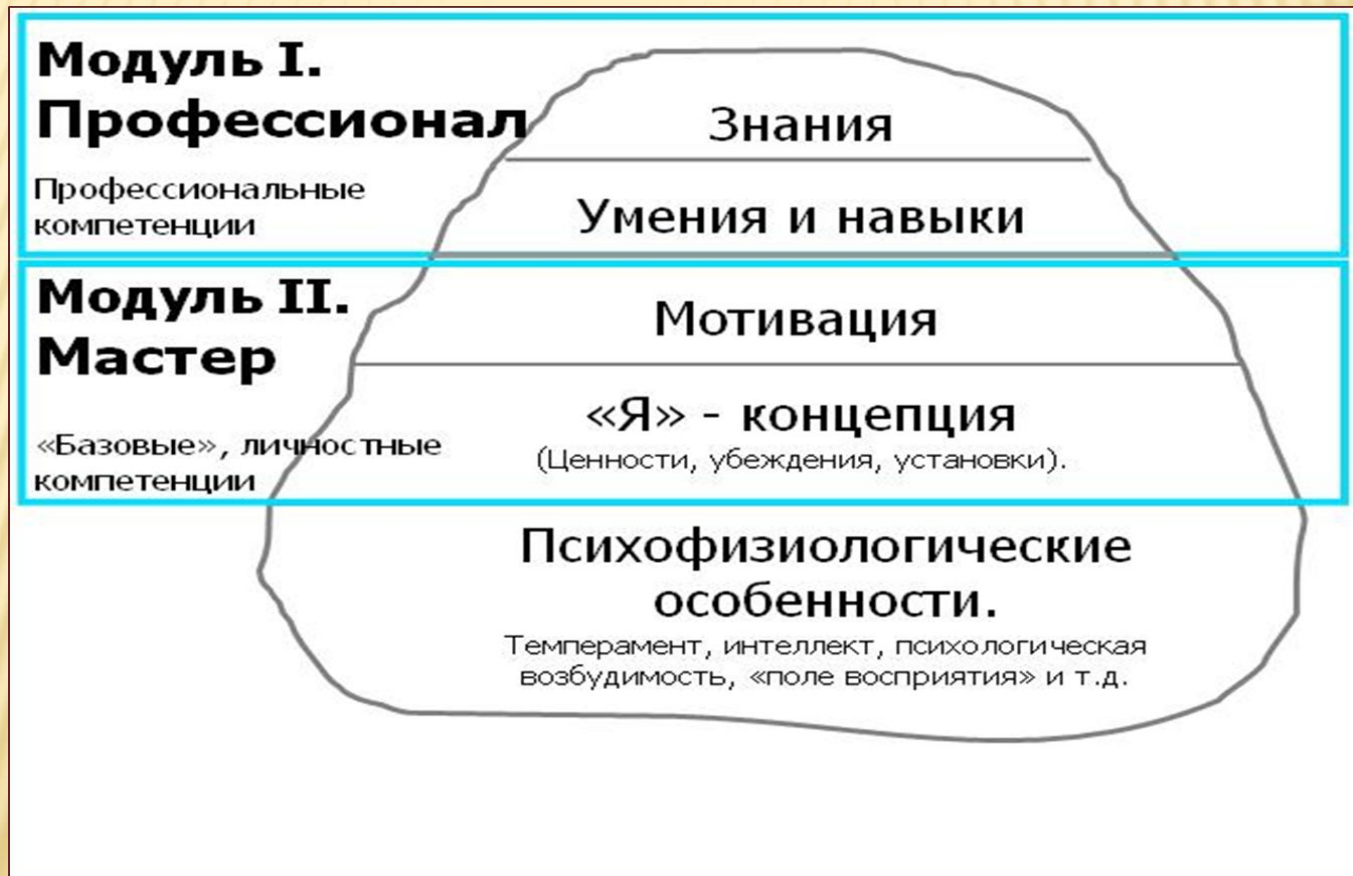 Модуль I.
Профессионал
Профессиональные
компетенции
Знания
Умения и навыки
Модуль II.
Мастер
«Базовые», личностные
компетенции
Мотивация
«Я» - концепция
(Ценности, убеждения, установки).
Психофизиологические
особенности.
Темперамент, интеллект, психологическая
возбудимость, «поле восприятия» и т.д.